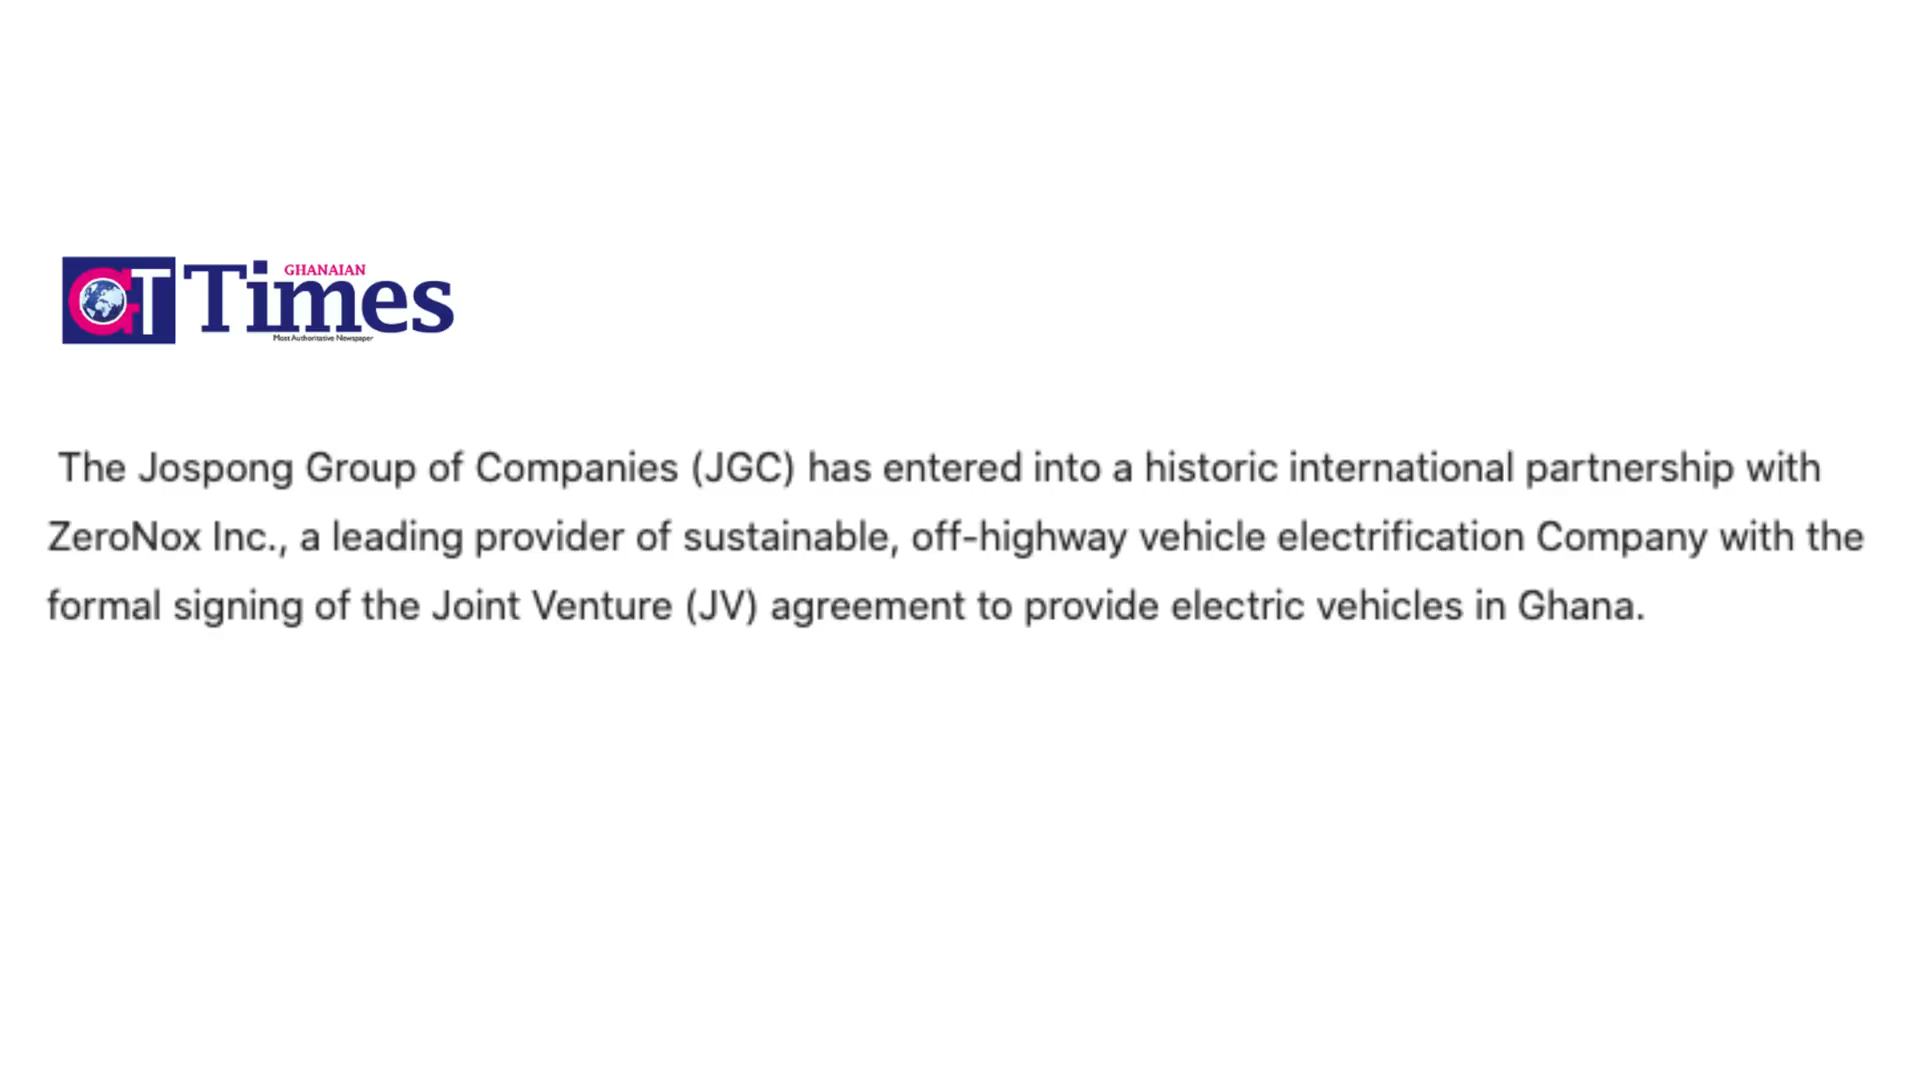 GT
GHANAIAN
Times
Most Authoritative Newspaper
The Jospong Group of Companies (JGC) has entered into a historic international partnership with
ZeroNox Inc., a leading provider of sustainable, off-highway vehicle electrification Company with the
formal signing of the Joint Venture (JV) agreement to provide electric vehicles in Ghana.